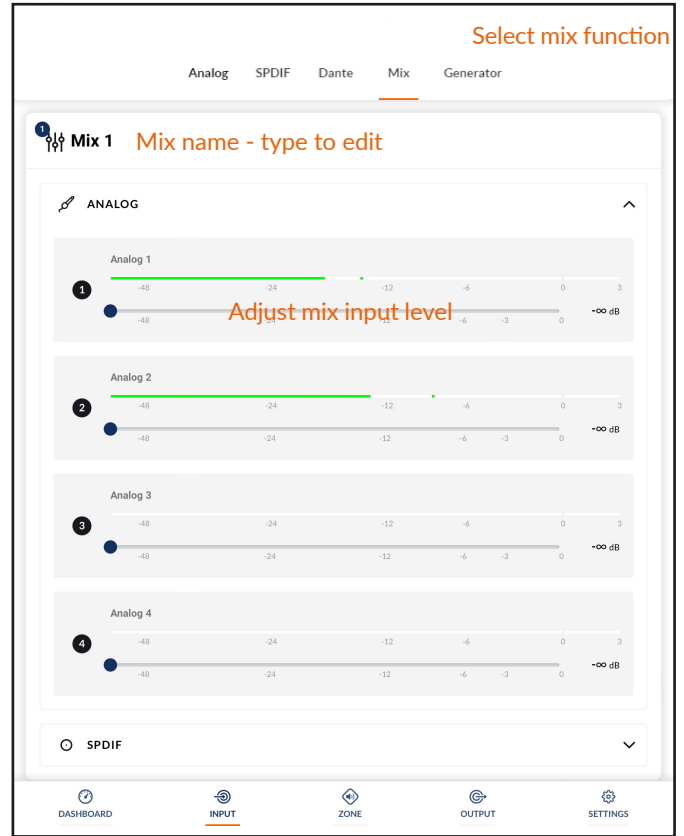 Select mix function
Analog SPDIF Dante Mix Generator
1
Mix 1 Mix name - type to edit
ANALOG
Analog 1
-48 -24 -12 -6 0 3
1
Adjust mix input level
-∞ dB
-48 -24 -12 -6 -3 0
Analog 2
-48 -24 -12 -6 0 3
2
-∞ dB
-48 -24 -12 -6 -3 0
Analog 3
-48 -24 -12 -6 0 3
3
-∞ dB
-48 -24 -12 -6 -3 0
Analog 4
-48 -24 -12 -6 0 3
4
-∞ dB
-48 -24 -12 -6 -3 0
SPDIF
DASHBOARD INPUT ZONE OUTPUT SETTINGS